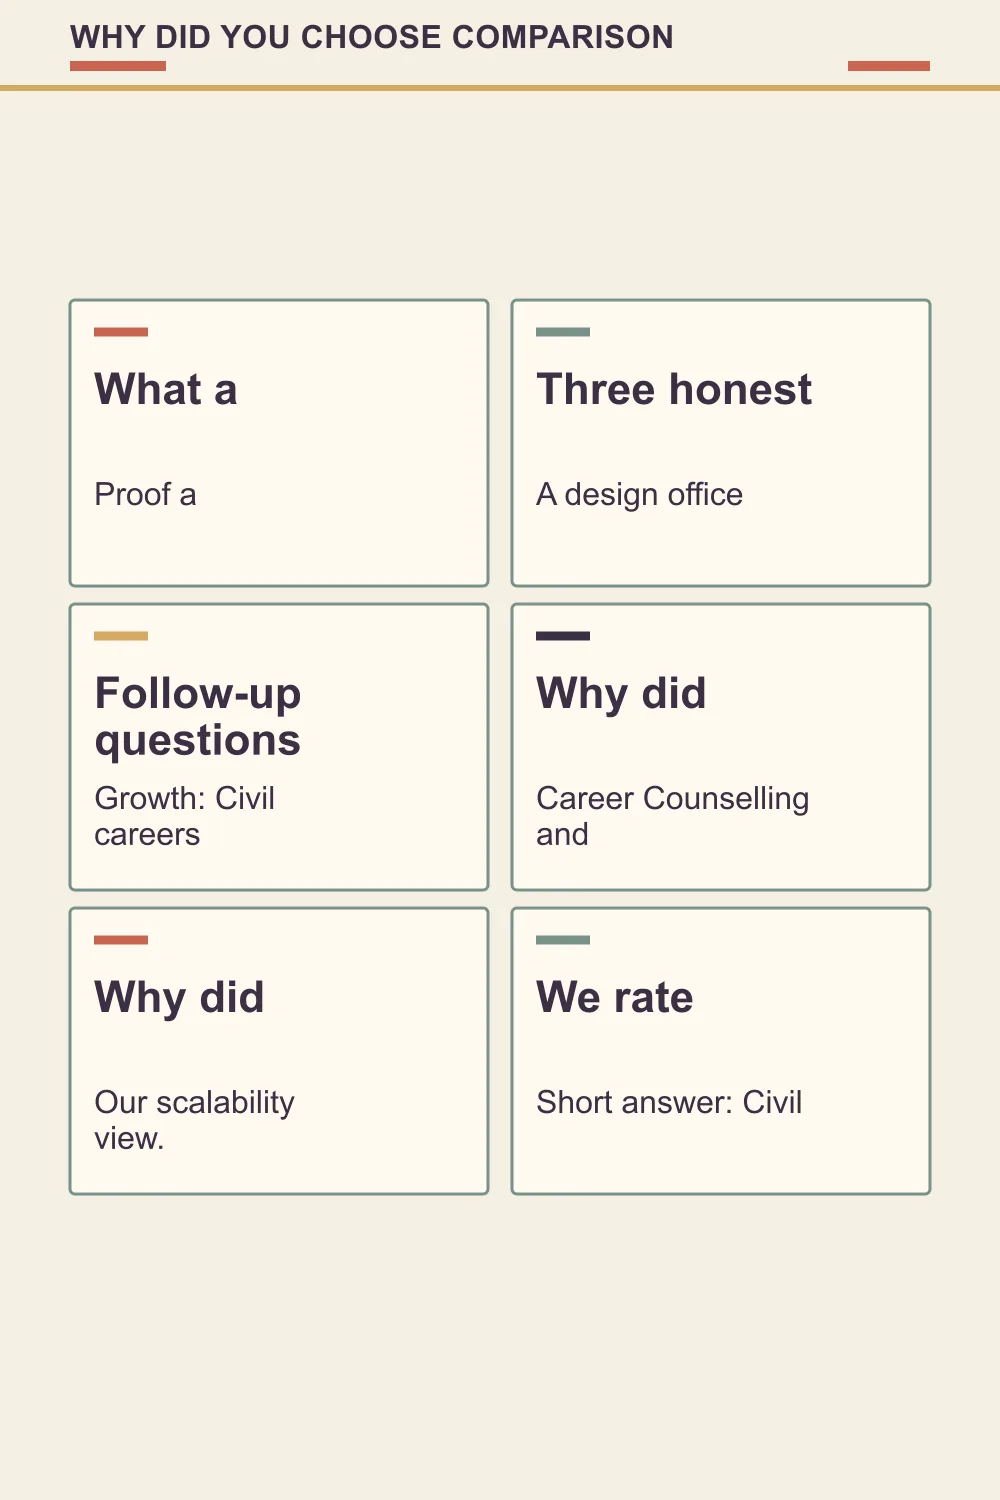 WHY DID YOU CHOOSE COMPARISON
What a
Proof a
Three honest
A design office
Follow-up
questions
Growth: Civil
careers
Why did
Career Counselling
and
Why did
Our scalability
view.
We rate
Short answer: Civil